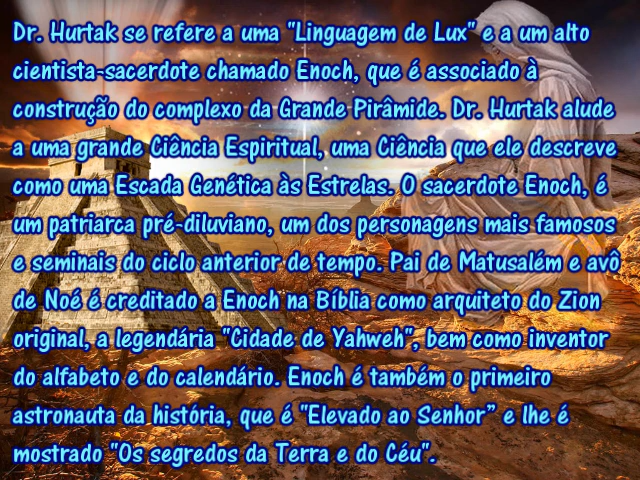 Dr. Hurtak se refere a uma "Linguagem de Lux" e a um alto
cientista-sacerdote chamado Enoch, que é associado à
construção do complexo da Grande Pirâmide. Dr. Hurtak alude
a uma grande Ciência Espiritual, uma Ciência que ele descreve
como uma Escada Genética às Estrelas. O sacerdote Enoch, é
um patriarca pré-diluviano, um dos personagens mais famosos
e seminais do ciclo anterior de tempo. Pai de Matusalém e avô
de Noé é creditado a Enoch na Bíblia como arquiteto do Zion
original, a legendária "Cidade de Yahweh", bem como inventor
do alfabeto e do calendário. Enoch é também o primeiro
astronauta da história, que é "Elevado ao Senhor” e lhe é
mostrado "Os segredos da Terra e do Céu".